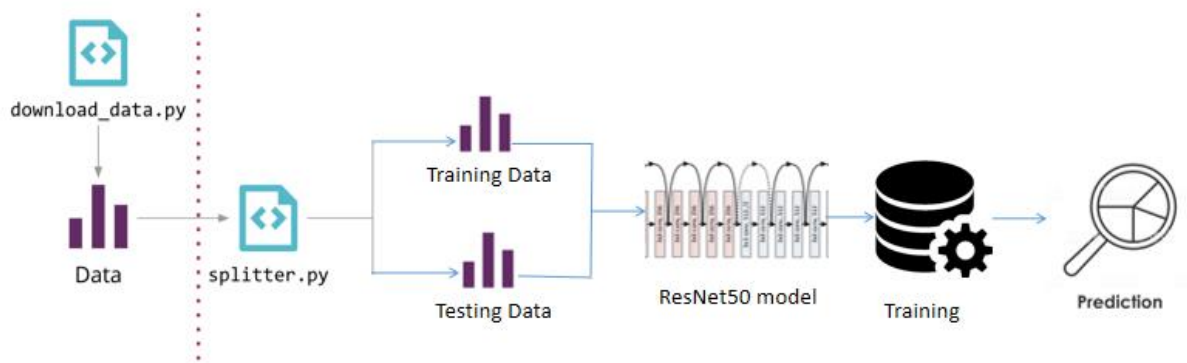 download_data.py
Data
splitter.py
Training Data
Testing Data
ResNet50 model
Training
Prediction